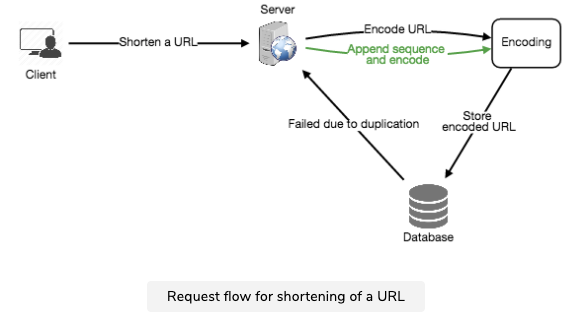 Server
Client
Shorten a URL
Encode URL
Append sequence
and encode
Encoding
Failed due to duplication
Store
encoded URL
Database
Request flow for shortening of a URL